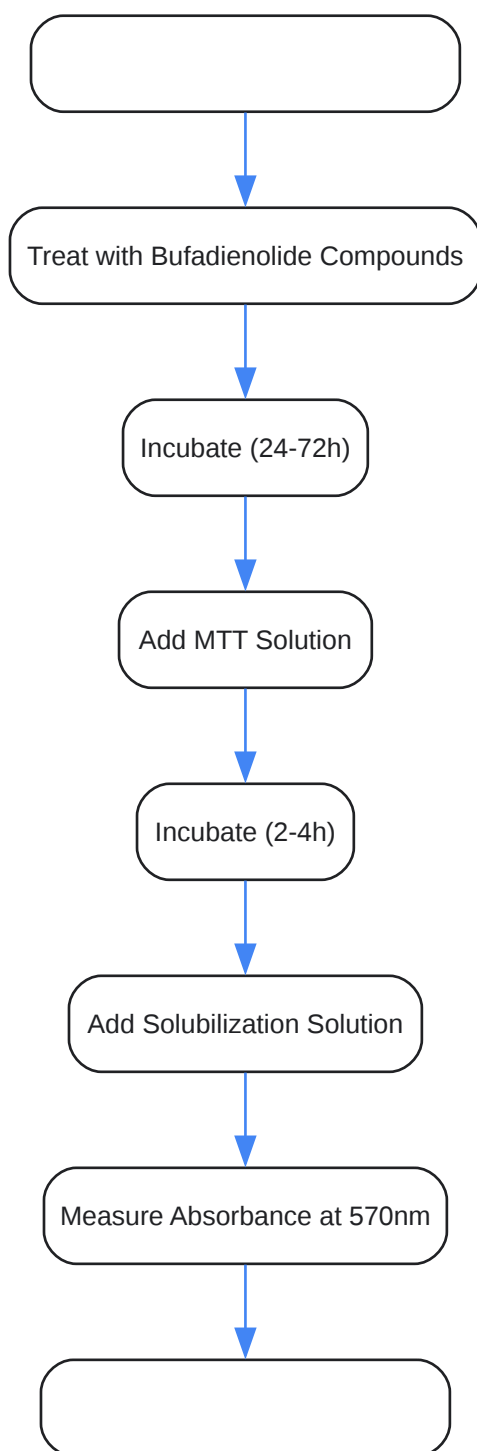 Treat with Bufadienolide Compounds
Incubate (24-72h)
Add MTT Solution
Incubate (2-4h)
Add Solubilization Solution
Measure Absorbance at 570nm